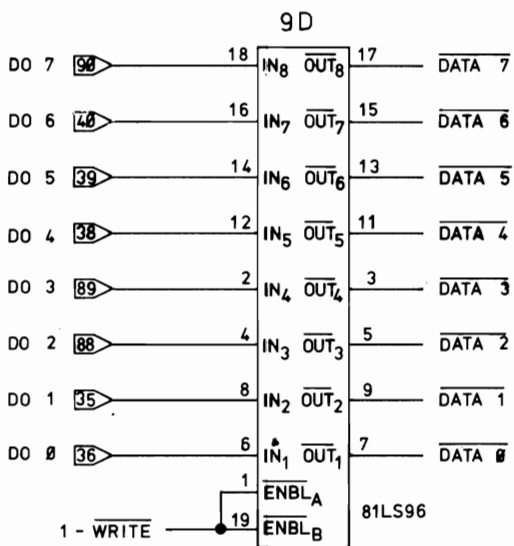 9D
DO 7 90 18 IN8 OUT8 17 DATA 7
DO 6 40 16 IN7 OUT7 15 DATA 6
DO 5 39 14 IN6 OUT6 13 DATA 5
DO 4 38 12 IN5 OUT5 11 DATA 4
DO 3 89 2 IN4 OUT4 3 DATA 3
DO 2 88 4 IN3 OUT3 5 DATA 2
DO 1 35 8 IN2 OUT2 9 DATA 1
DO 0 36 6 IN1 OUT1 7 DATA 0
1 ENBLA
81LS96
1 - WRITE 19 ENBLB